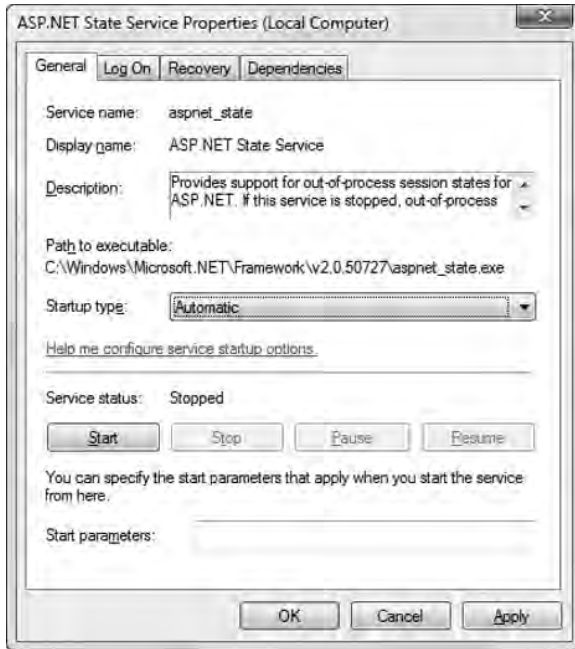 ASP.NET State Service Properties (Local Computer)
General Log On Recovery Dependencies
Service name: aspnet_state
Display name: ASP.NET State Service
Description: Provides support for out-of-process session states for
ASP.NET. If this service is stopped, out-of-process
Path to executable:
C:\Windows\Microsoft.NET\Framework\v2.0.50727\aspnet_state.exe
Startup type: Automatic
Help me configure service startup options.
Service status: Stopped
Start Stop Pause Resume
You can specify the start parameters that apply when you start the service
from here.
Start parameters:
OK Cancel Apply